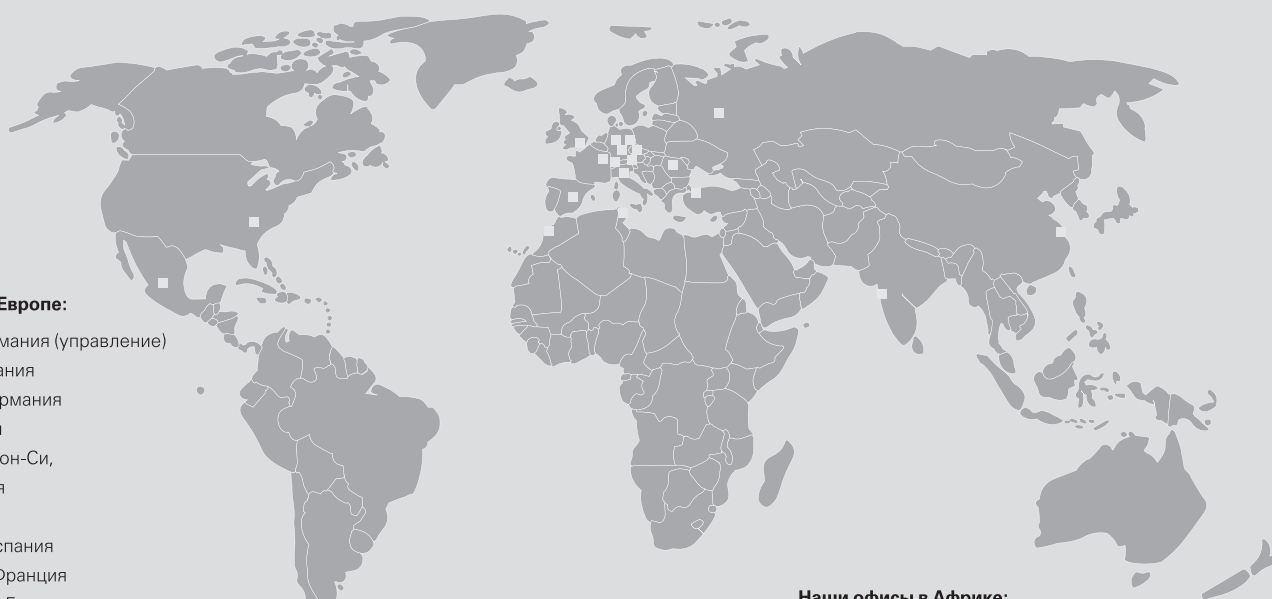 Европе:
мания (управление)
ания
рмания
он-Си,
я
спания
Франция
Наши офисы в Африке: